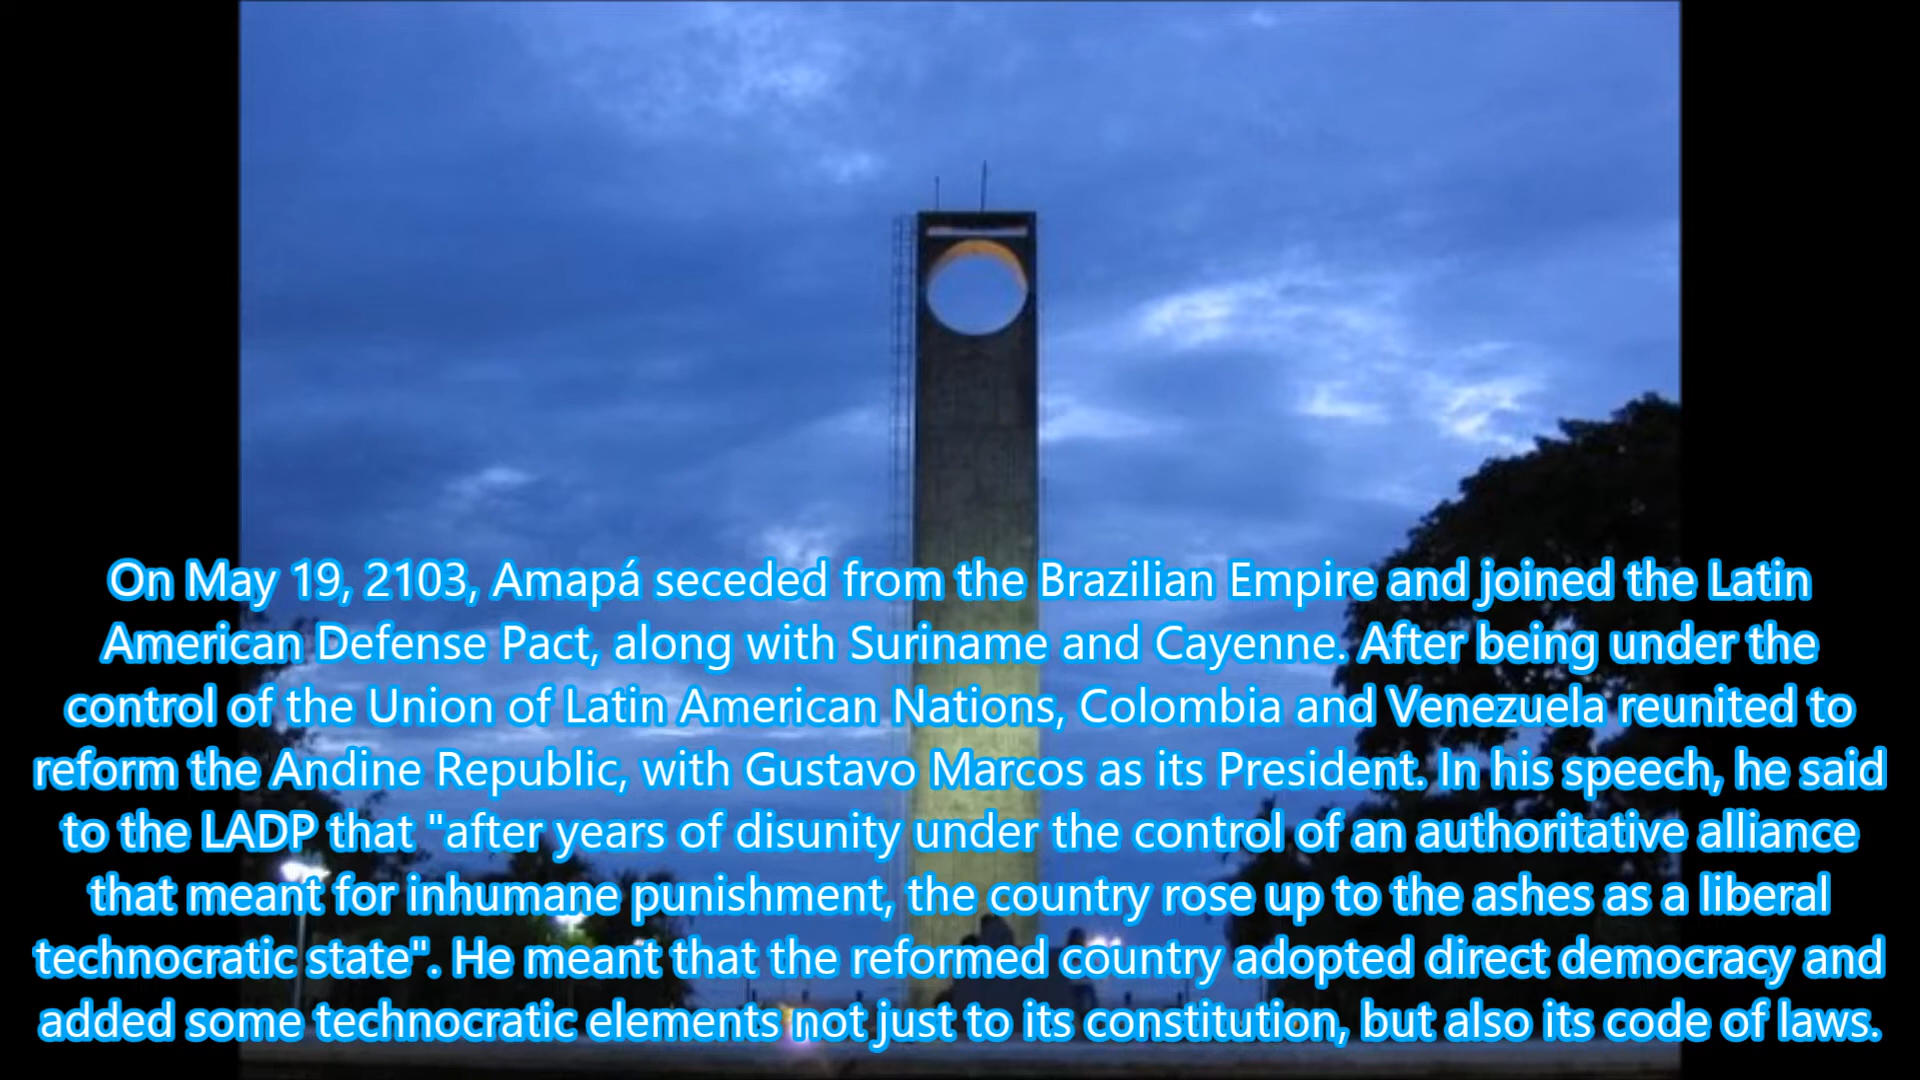 On May 19, 2103, Amapá seceded from the Brazilian Empire and joined the Latin
American Defense Pact, along with Suriname and Cayenne. After being under the
control of the Union of Latin American Nations, Colombia and Venezuela reunited to
reform the Andine Republic, with Gustavo Marcos as its President. In his speech, he said
to the LADP that "after years of disunity under the control of an authoritative alliance
that meant for inhumane punishment, the country rose up to the ashes as a liberal
technocratic state". He meant that the reformed country adopted direct democracy and
added some technocratic elements not just to its constitution, but also its code of laws.